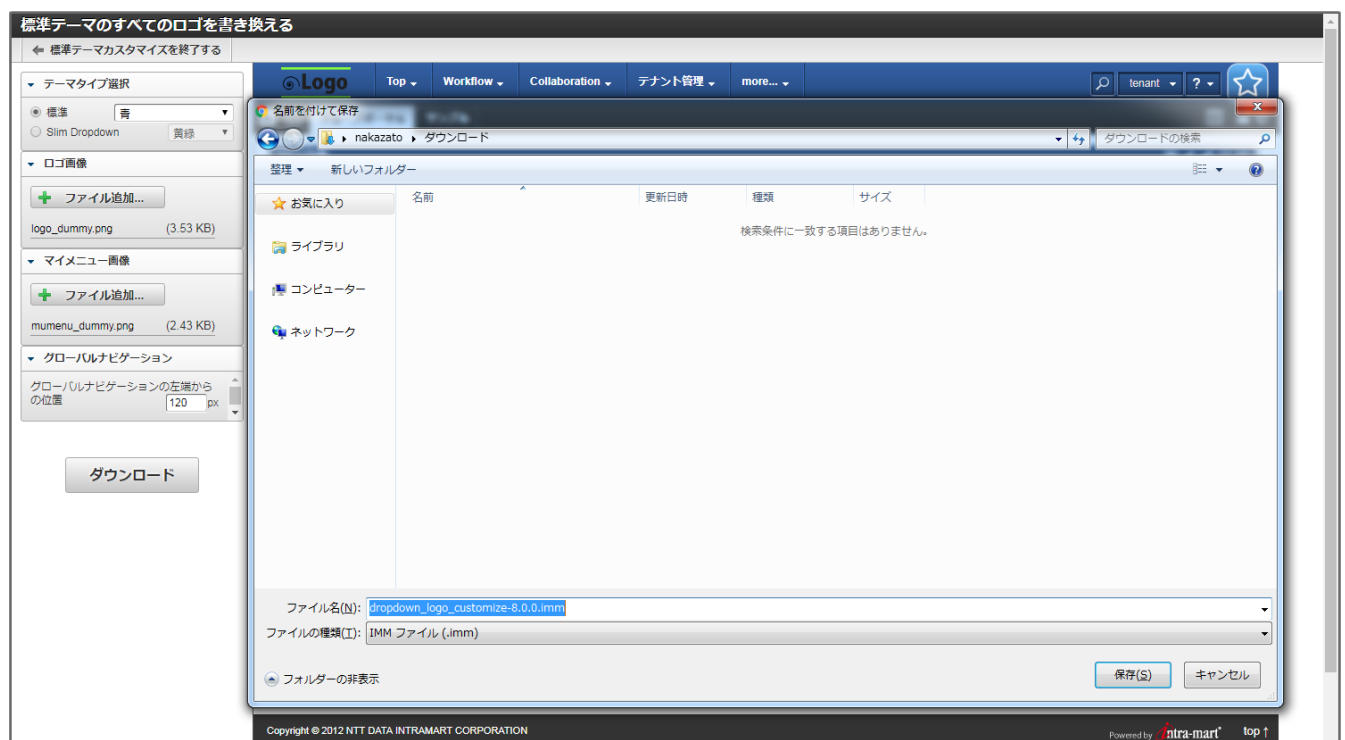 標準テーマのすべてのロゴを書き換える
標準テーマカスタマイズを終了する
テーマタイプ選択
標準 青
Slim Dropdown 黄緑
ロゴ画像
ファイル追加...
logo_dummy.png (3.53 KB)
マイメニュー画像
ファイル追加...
mumenu_dummy.png (2.43 KB)
グローバルナビゲーション
グローバルナビゲーションの左端から
の位置 120 px
ダウンロード
Logo Top Workflow Collaboration テナント管理 more... tenant ?
名前を付けて保存
nakazato ダウンロード ダウンロードの検索
整理 新しいフォルダー
お気に入り
ライブラリ
コンピューター
ネットワーク
名前 更新日時 種類 サイズ
検索条件に一致する項目はありません。
ファイル名(N): dropdown_logo_customize-8.0.0.imm
ファイルの種類(T): IMM ファイル (.imm)
フォルダーの非表示 保存(S) キャンセル
Copyright © 2012 NTT DATA INTRAMART CORPORATION Powered by intra-mart top ↑